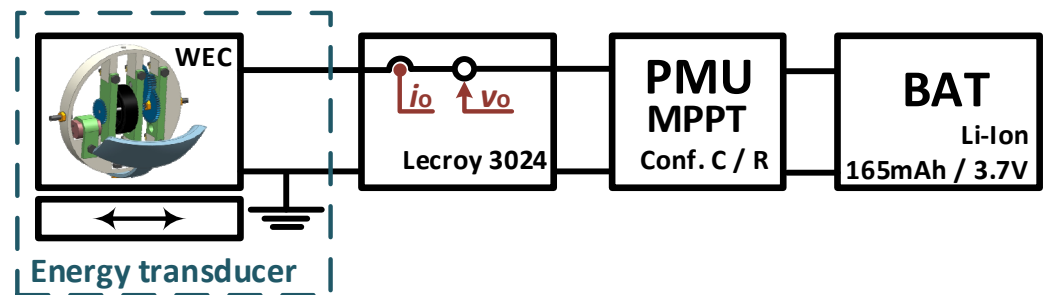 WEC
io
vo
Lecroy 3024
PMU
MPPT
Conf. C / R
BAT
Li-Ion
165mAh / 3.7V
Energy transducer